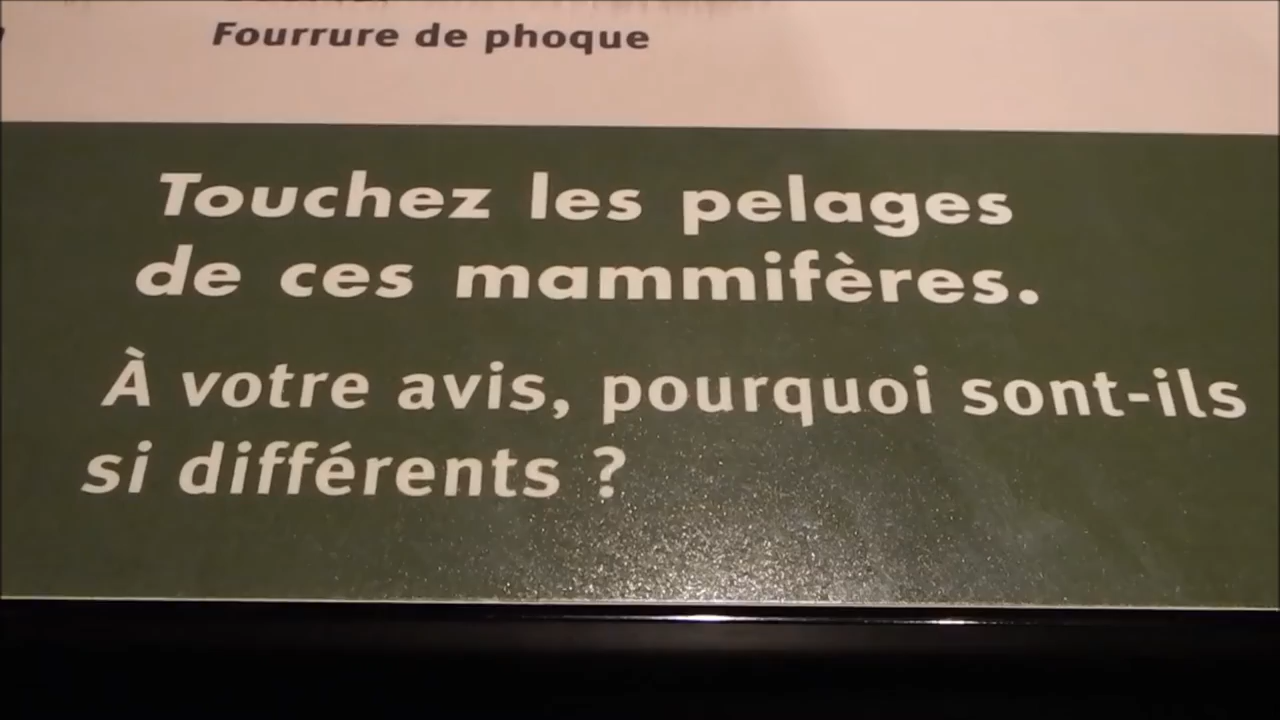 Fourrure de phoque
Touchez les pelages
de ces mammifères.
À votre avis, pourquoi sont-ils
si différents ?